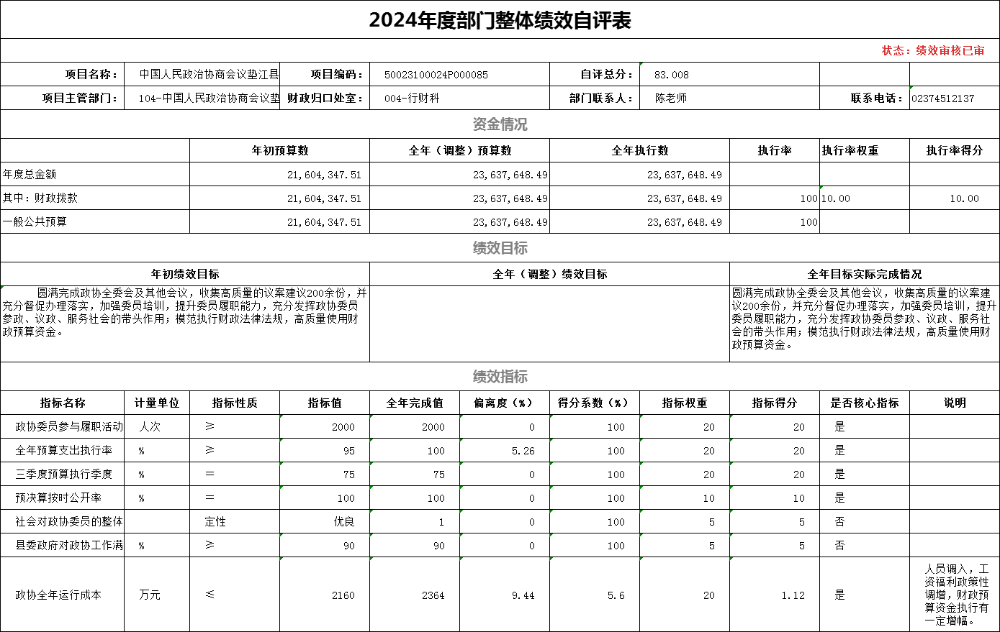 2024年度部门整体绩效自评表
状态：绩效审核已审
项目名称： 中国人民政治协商会议垫江县 项目编码： 50023100024P000085 自评总分： 83.008
项目主管部门： 104-中国人民政治协商会议垫 财政归口处室： 004-行财科 部门联系人： 陈老师 联系电话： 02374512137
资金情况
年初预算数 全年（调整）预算数 全年执行数 执行率 执行率权重 执行率得分
年度总金额 21,604,347.51 23,637,648.49 23,637,648.49
其中：财政拨款 21,604,347.51 23,637,648.49 23,637,648.49 100 10.00 10.00
一般公共预算 21,604,347.51 23,637,648.49 23,637,648.49 100
绩效目标
年初绩效目标 全年（调整）绩效目标 全年目标实际完成情况
圆满完成政协全委会及其他会议，收集高质量的议案建议200余份，并
充分督促办理落实，加强委员培训，提升委员履职能力，充分发挥政协委员
参政、议政、服务社会的带头作用；模范执行财政法律法规，高质量使用财
政预算资金。
圆满完成政协全委会及其他会议，收集高质量的议案建
议200余份，并充分督促办理落实，加强委员培训，提升
委员履职能力，充分发挥政协委员参政、议政、服务社
会的带头作用；模范执行财政法律法规，高质量使用财
政预算资金。
绩效指标
指标名称 计量单位 指标性质 指标值 全年完成值 偏离度（%） 得分系数（%） 指标权重 指标得分 是否核心指标 说明
政协委员参与履职活动 人次 ≥ 2000 2000 0 100 20 20 是
全年预算支出执行率 % ≥ 95 100 5.26 100 20 20 是
三季度预算执行季度 % ＝ 75 75 0 100 20 20 是
预决算按时公开率 % ＝ 100 100 0 100 10 10 是
社会对政协委员的整体 定性 优良 1 0 100 5 5 否
县委政府对政协工作满 % ≥ 90 90 0 100 5 5 否
政协全年运行成本 万元 ≤ 2160 2364 9.44 5.6 20 1.12 是
人员调入，工
资福利政策性
调增，财政预
算资金执行有
一定增幅。